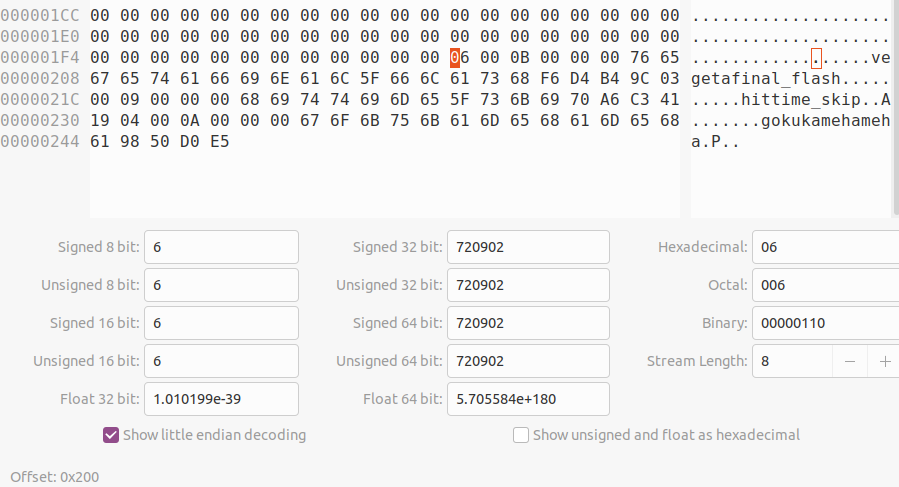 000001CC 00 00 00 00 00 00 00 00 00 00 00 00 00 00 00 00 00 00 00 00 ....................
000001E0 00 00 00 00 00 00 00 00 00 00 00 00 00 00 00 00 00 00 00 00 ....................
000001F4 00 00 00 00 00 00 00 00 00 00 00 00 06 00 0B 00 00 00 76 65 ..................ve
00000208 67 65 74 61 66 69 6E 61 6C 5F 66 6C 61 73 68 F6 D4 B4 9C 03 getafinal_flash.....
0000021C 00 09 00 00 00 68 69 74 74 69 6D 65 5F 73 6B 69 70 A6 C3 41 .....hittime_skip..A
00000230 19 04 00 0A 00 00 00 67 6F 6B 75 6B 61 6D 65 68 61 6D 65 68 .......gokukamehameh
00000244 61 98 50 D0 E5 a.P..
Signed 8 bit: 6 Signed 32 bit: 720902 Hexadecimal: 06
Unsigned 8 bit: 6 Unsigned 32 bit: 720902 Octal: 006
Signed 16 bit: 6 Signed 64 bit: 720902 Binary: 00000110
Unsigned 16 bit: 6 Unsigned 64 bit: 720902 Stream Length: 8 − +
Float 32 bit: 1.010199e-39 Float 64 bit: 5.705584e+180
Show little endian decoding Show unsigned and float as hexadecimal
Offset: 0x200